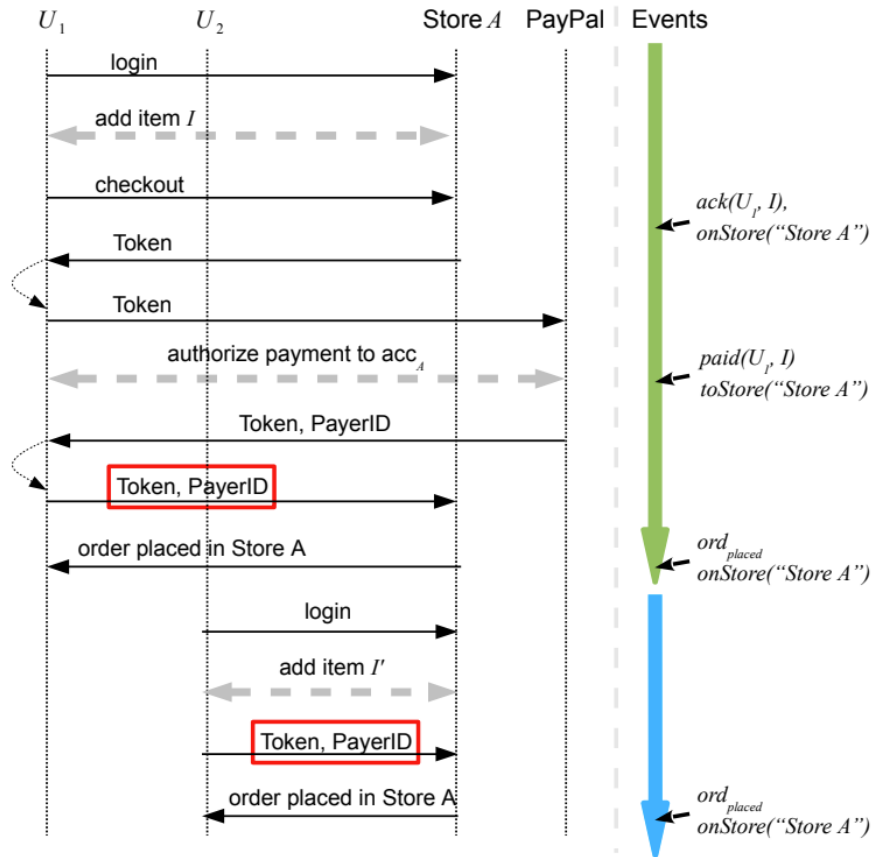 U1 U2 Store A PayPal Events
login
add item I
checkout
ack(U1, I),
onStore(“Store A”)
Token
Token
authorize payment to accA
paid(U1, I)
toStore(“Store A”)
Token, PayerID
Token, PayerID
order placed in Store A
ordplaced
onStore(“Store A”)
login
add item I'
Token, PayerID
order placed in Store A
ordplaced
onStore(“Store A”)